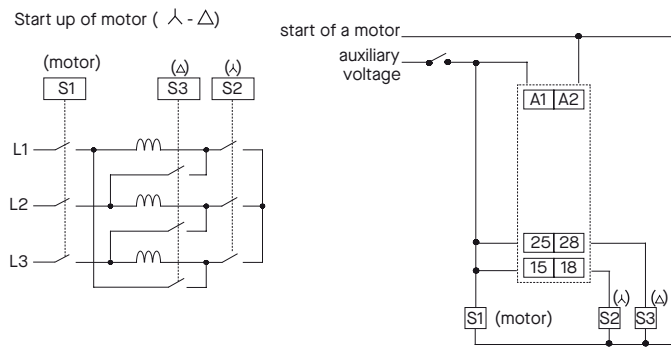 Start up of motor ( ⅄ - △)
(motor)
(△)
(⅄)
S1
S3
S2
L1
L2
L3
start of a motor
auxiliary
voltage
A1 A2
25 28
15 18
(⅄)
(△)
S1 (motor)
S2
S3